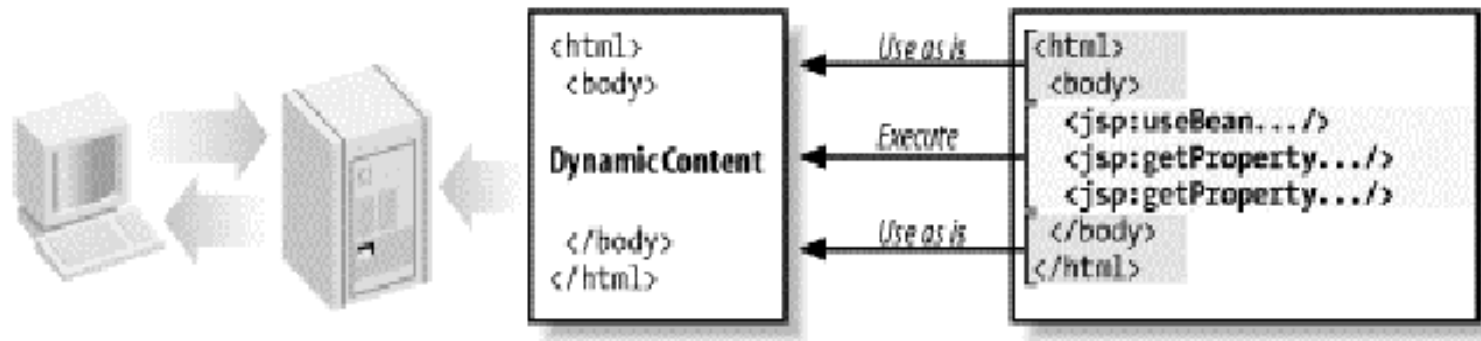 <html>
<body>
DynamicContent
</body>
</html>
Use as is
Execute
Use as is
<html>
<body>
<jsp:useBean.../>
<jsp:getProperty.../>
<jsp:getProperty.../>
</body>
</html>